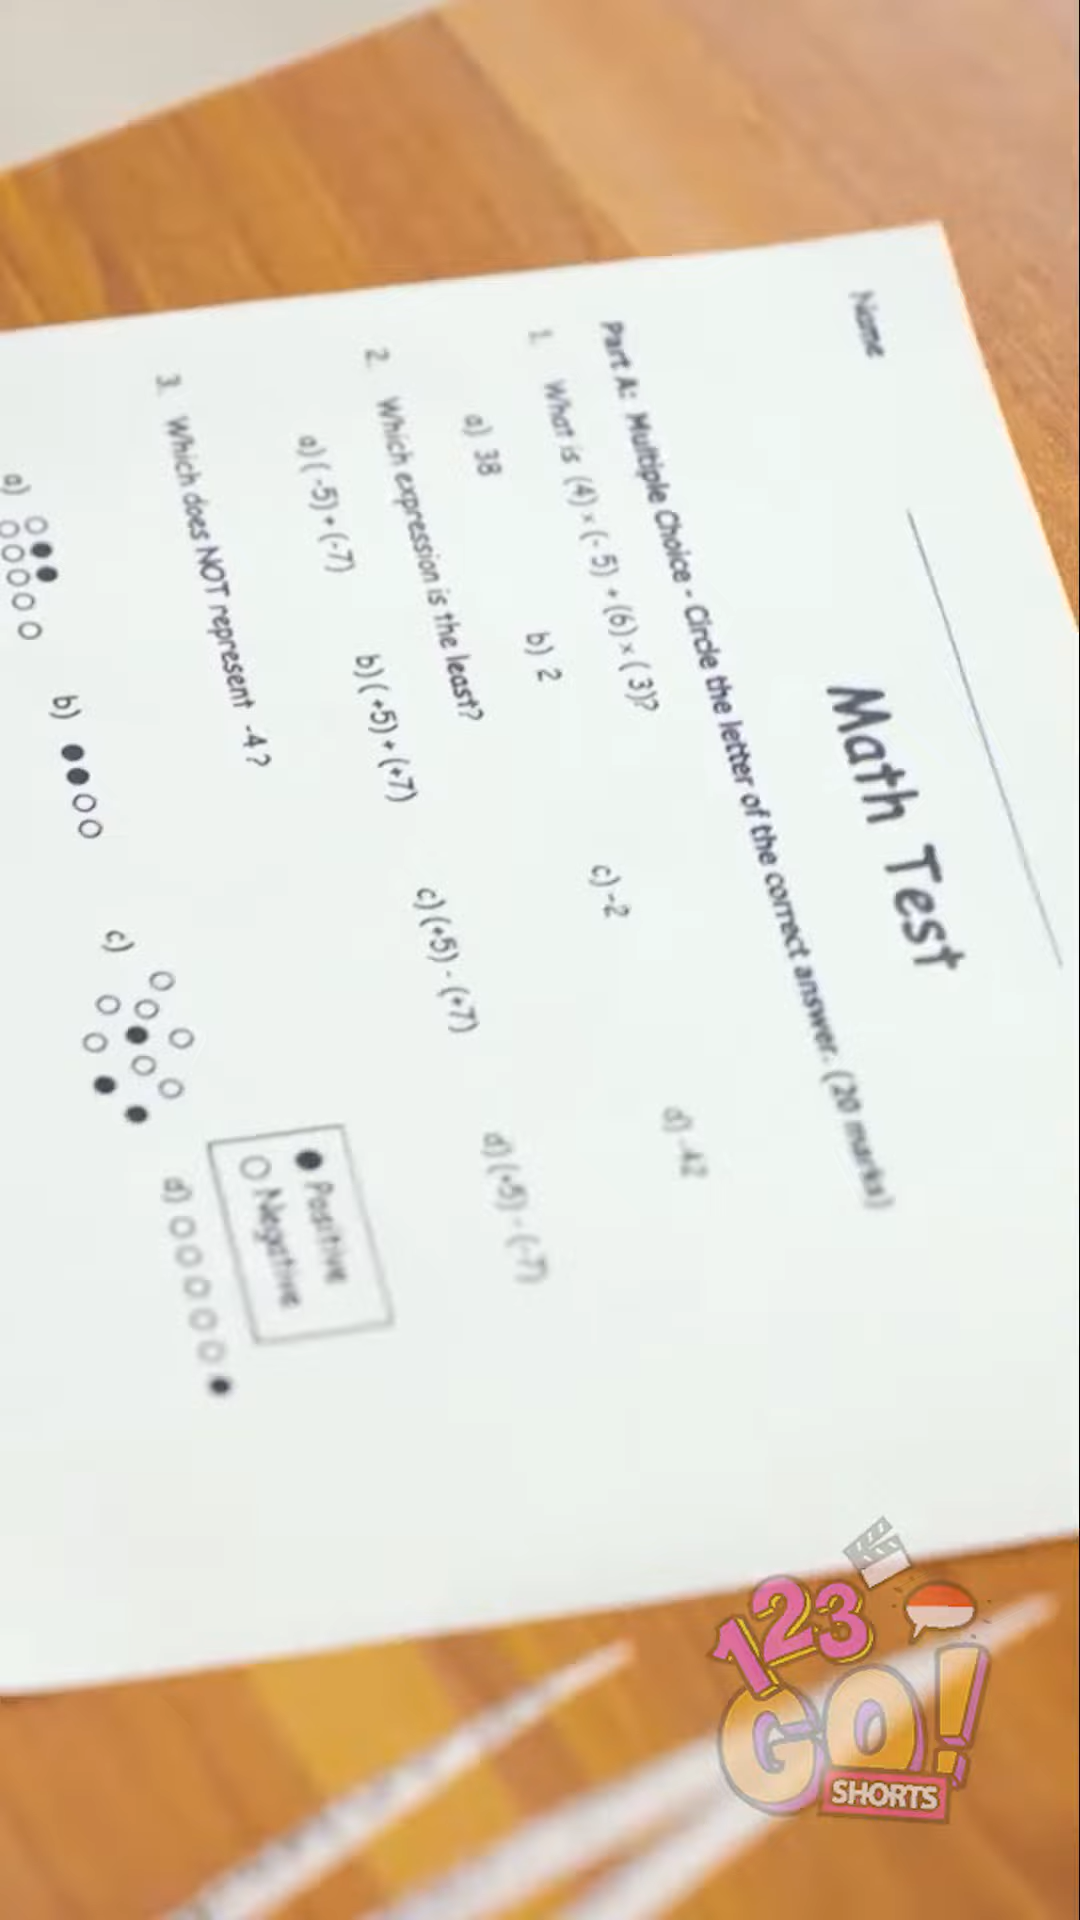 Name
Math Test
Part A: Multiple Choice - Circle the letter of the correct answer. (20 marks)
1. What is (4) × (-5) + (6) × (3)?
a) 38 b) 2 c) -2 d) -42
2. Which expression is the least?
a) (-5) + (-7) b) (+5) + (+7) c) (+5) - (+7) d) (+5) - (-7)
3. Which does NOT represent -4?
● Positive
○ Negative
a) b) c) d)
123
GO!
SHORTS